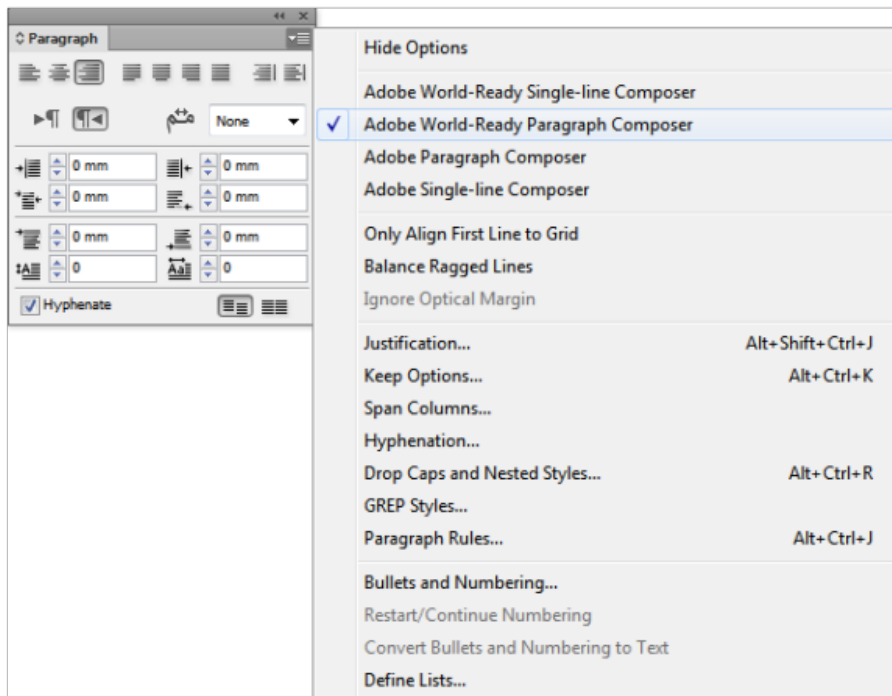 Paragraph
None
0 mm
0 mm
0 mm
0 mm
0 mm
0 mm
0
0
Hyphenate
Hide Options
Adobe World-Ready Single-line Composer
Adobe World-Ready Paragraph Composer
Adobe Paragraph Composer
Adobe Single-line Composer
Only Align First Line to Grid
Balance Ragged Lines
Ignore Optical Margin
Justification... Alt+Shift+Ctrl+J
Keep Options... Alt+Ctrl+K
Span Columns...
Hyphenation...
Drop Caps and Nested Styles... Alt+Ctrl+R
GREP Styles...
Paragraph Rules... Alt+Ctrl+J
Bullets and Numbering...
Restart/Continue Numbering
Convert Bullets and Numbering to Text
Define Lists...